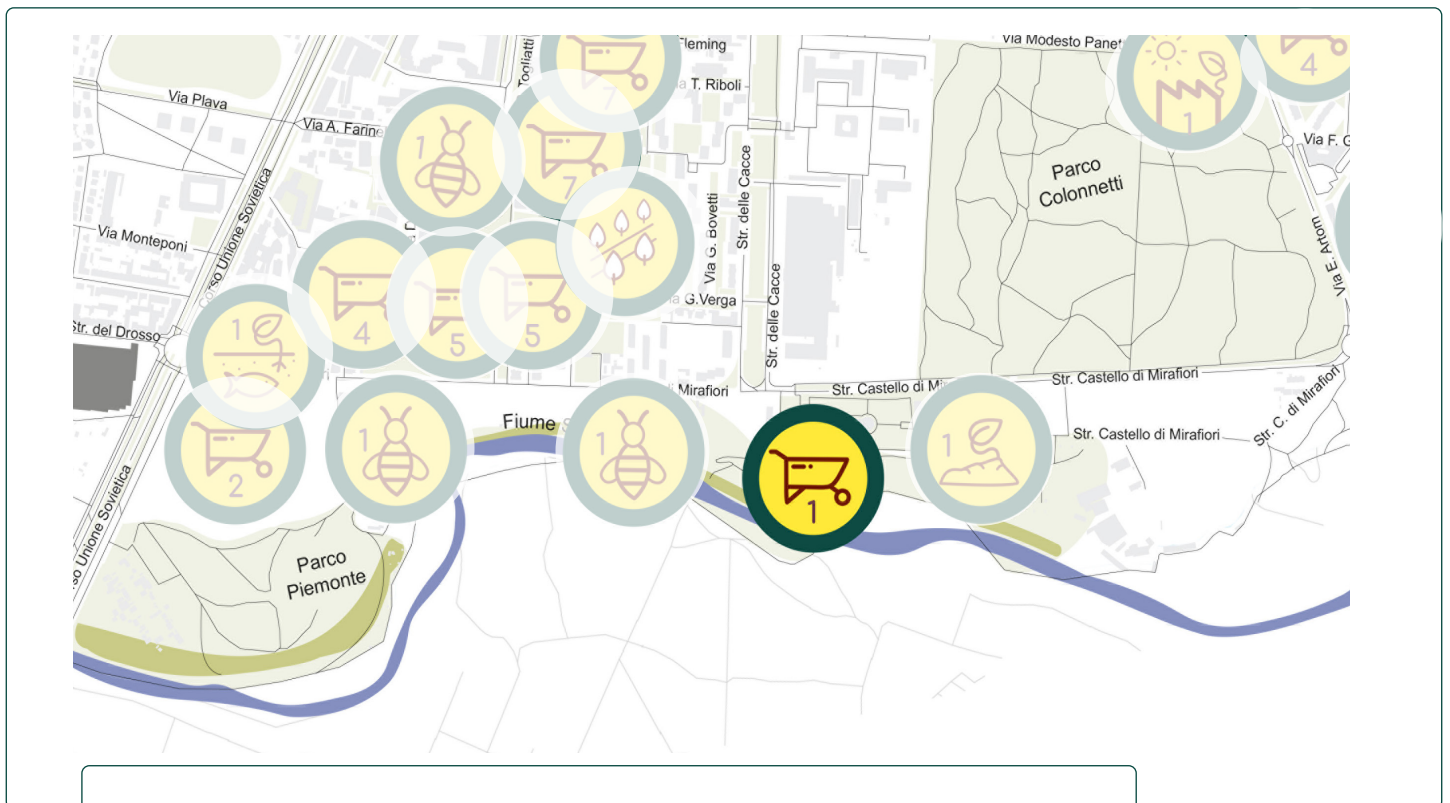 Fleming
Via Modesto Panet
Togliatti
7
4
T. Riboli
Via Plava
Via A. Farine
1
7
1
Via F. G
Parco
Colonnetti
Str. delle Cacce
Via G. Bovetti
Corso Unione Sovietica
Via Monteponi
Via E. Artom
G.Verga
Str. delle Cacce
Str. del Drosso
1
4
5
5
Mirafiori
Str. Castello di Mi
Str. Castello di Mirafiori
Str. C. di Mirafiori
Fiume
1
1
1
Str. Castello di Mirafiori
2
1
so Unione Sovietica
Parco
Piemonte